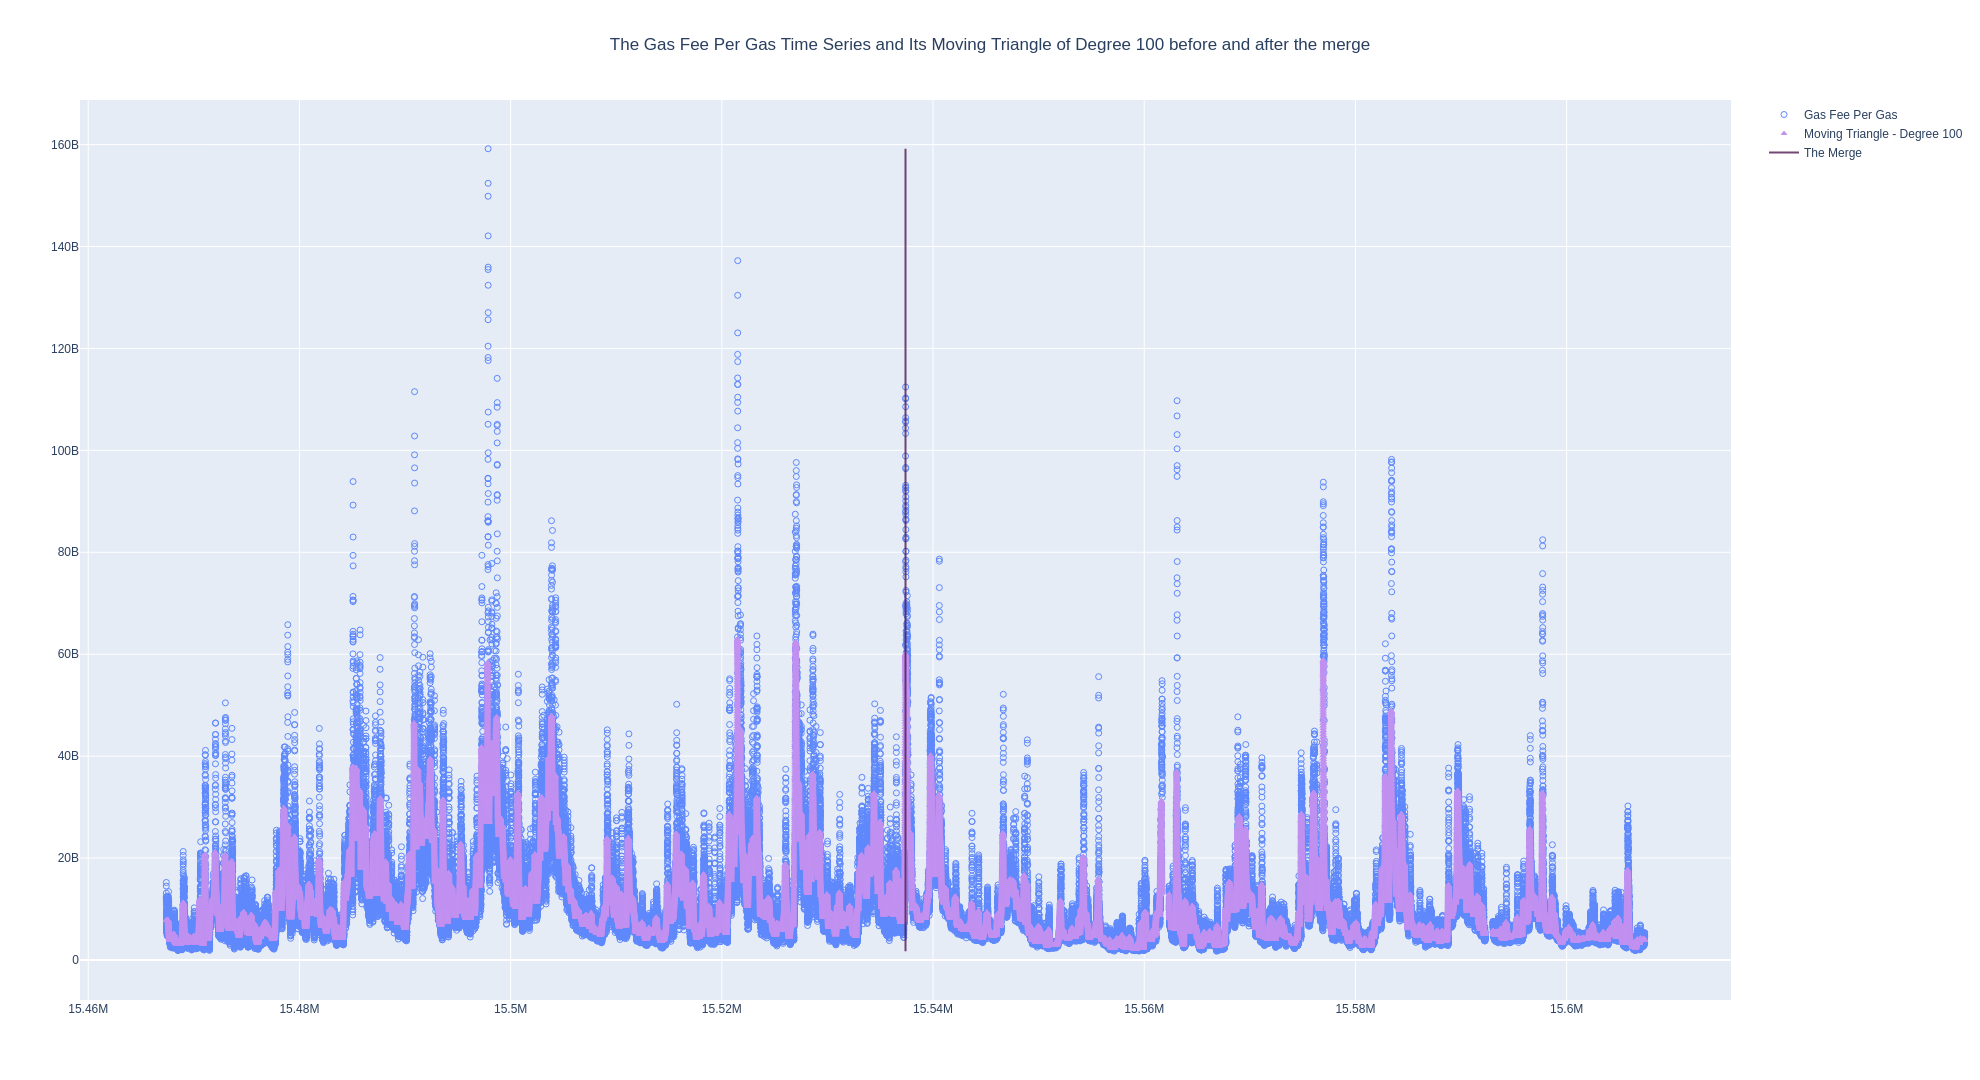 The Gas Fee Per Gas Time Series and Its Moving Triangle of Degree 100 before and after the merge
Gas Fee Per Gas
Moving Triangle - Degree 100
The Merge
160B
140B
120B
100B
80B
60B
40B
20B
0
15.46M 15.48M 15.5M 15.52M 15.54M 15.56M 15.58M 15.6M